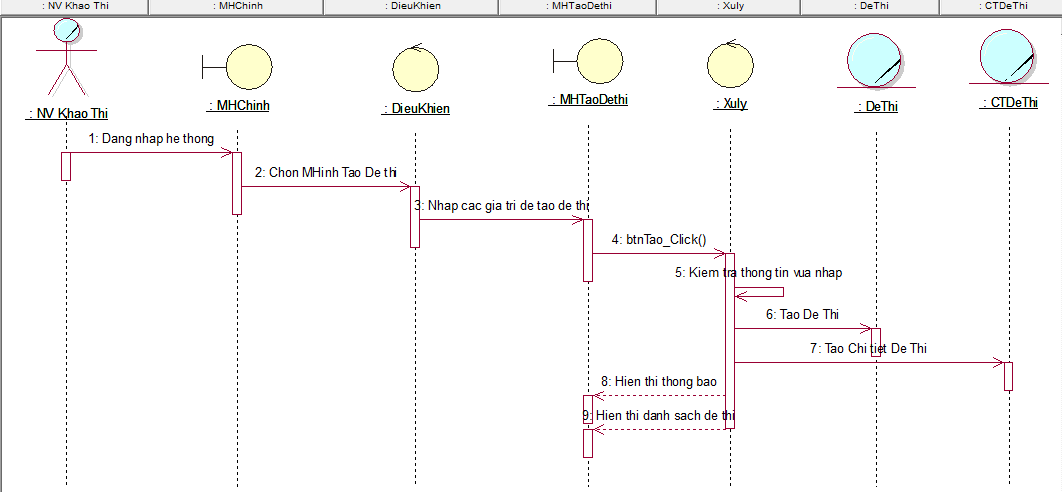 : NV Khao Thi
: MHChinh
: DieuKhien
: MHTaoDethi
: Xuly
: DeThi
: CTDeThi
: NV Khao Thi
: MHChinh
: DieuKhien
: MHTaoDethi
: Xuly
: DeThi
: CTDeThi
1: Dang nhap he thong
2: Chon MHinh Tao De thi
3: Nhap cac gia tri de tao de thi
4: btnTao_Click()
5: Kiem tra thong tin vua nhap
6: Tao De Thi
7: Tao Chi tiet De Thi
8: Hien thi thong bao
9: Hien thi danh sach de thi